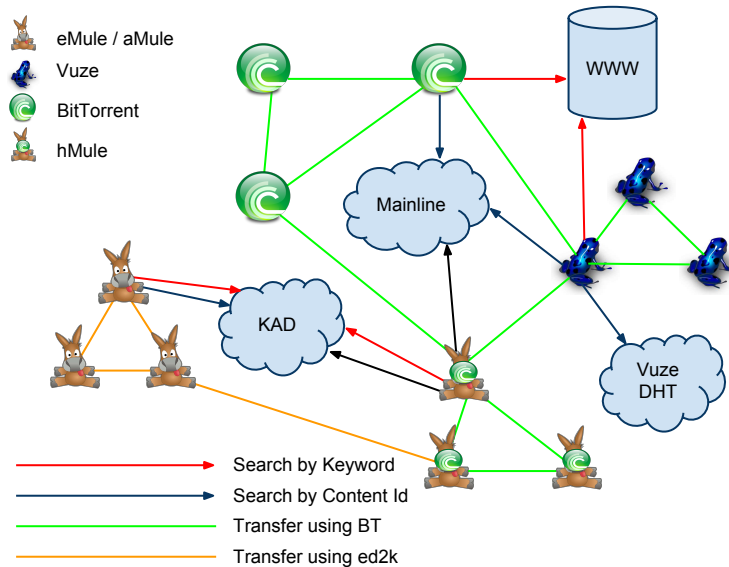 eMule / aMule
Vuze
BitTorrent
hMule
WWW
Mainline
KAD
Vuze
DHT
Search by Keyword
Search by Content Id
Transfer using BT
Transfer using ed2k